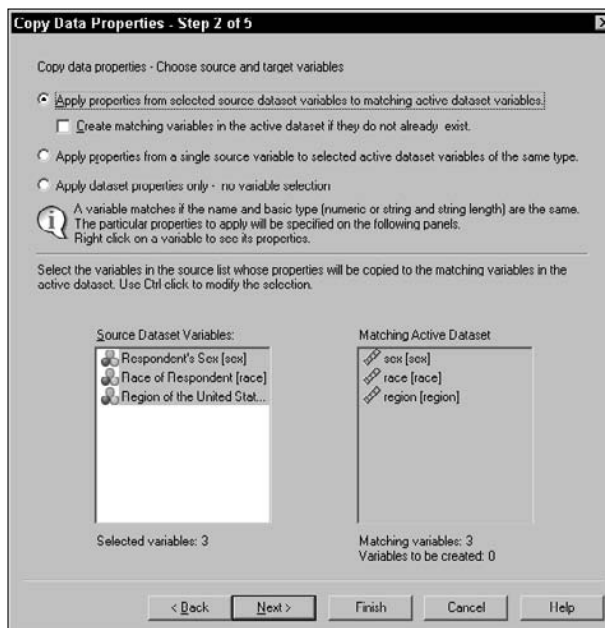 Copy Data Properties - Step 2 of 5
Copy data properties - Choose source and target variables
Apply properties from selected source dataset variables to matching active dataset variables.
Create matching variables in the active dataset if they do not already exist.
Apply properties from a single source variable to selected active dataset variables of the same type.
Apply dataset properties only - no variable selection
A variable matches if the name and basic type (numeric or string and string length) are the same.
The particular properties to apply will be specified on the following panels.
Right click on a variable to see its properties.
Select the variables in the source list whose properties will be copied to the matching variables in the
active dataset. Use Ctrl click to modify the selection.
Source Dataset Variables:
Respondent's Sex [sex]
Race of Respondent [race]
Region of the United Stat...
Selected variables: 3
Matching Active Dataset
sex [sex]
race [race]
region [region]
Matching variables: 3
Variables to be created: 0
< Back
Next >
Finish
Cancel
Help